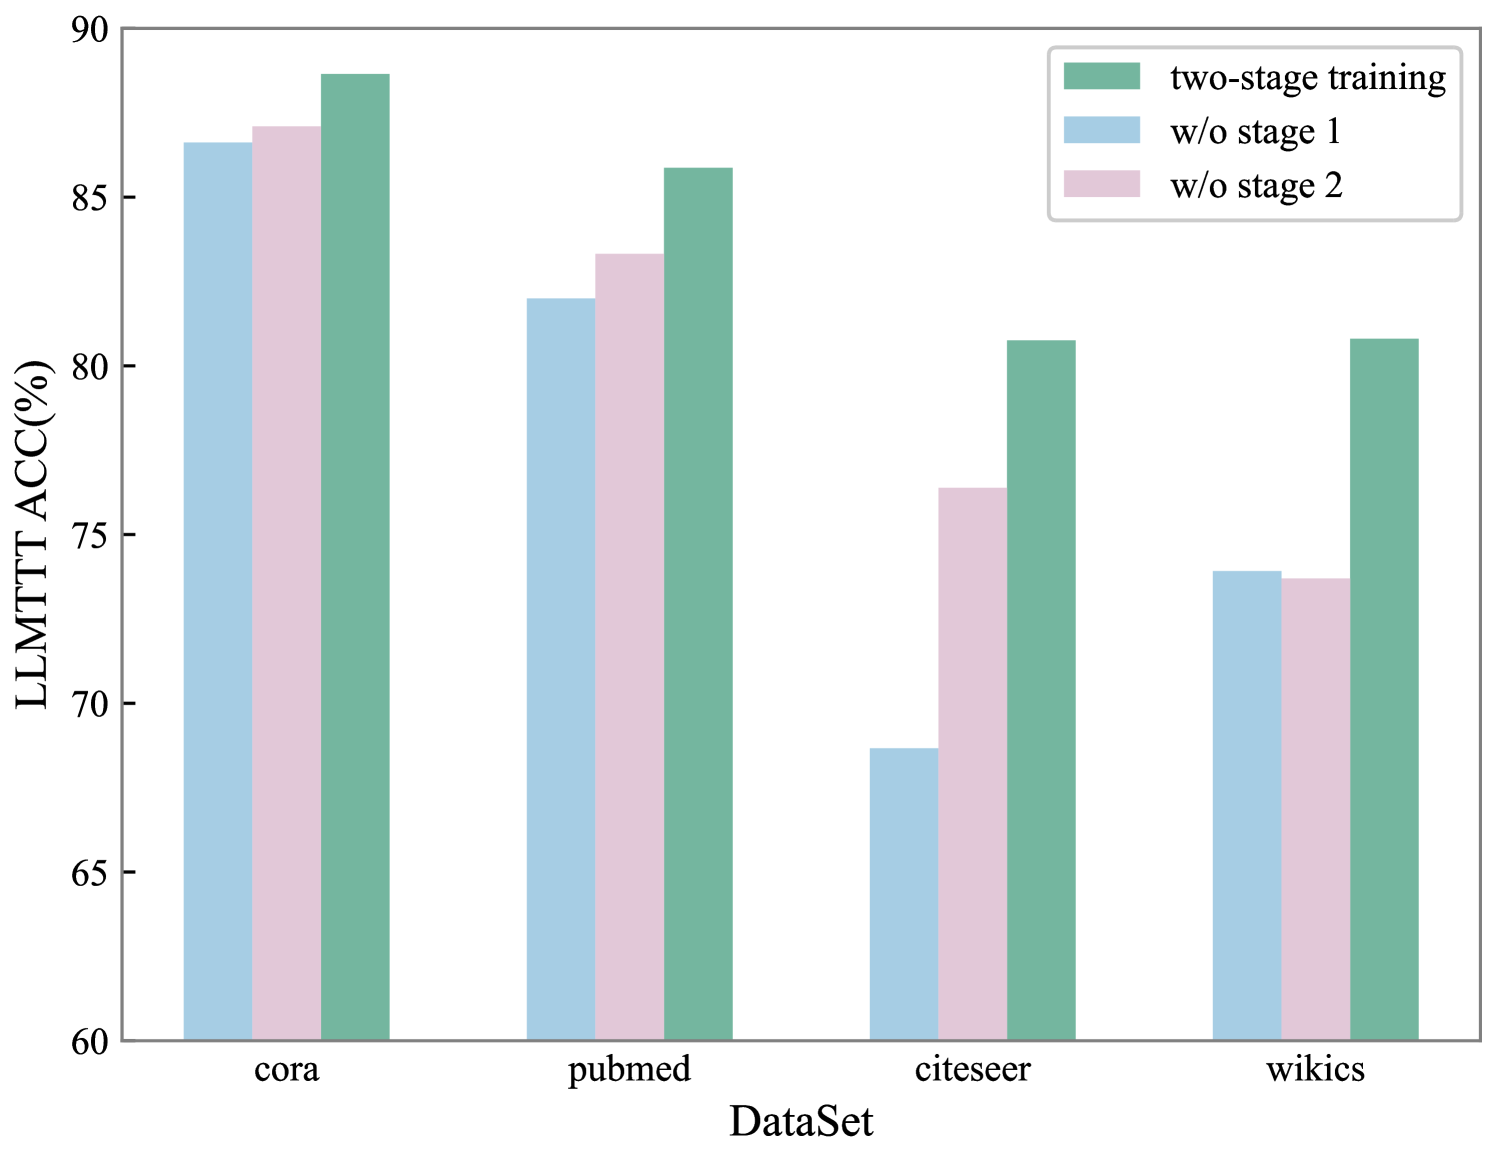 90
85
80
75
70
65
60
LLMTTT ACC(%)
two-stage training
w/o stage 1
w/o stage 2
cora
pubmed
citeseer
wikics
DataSet